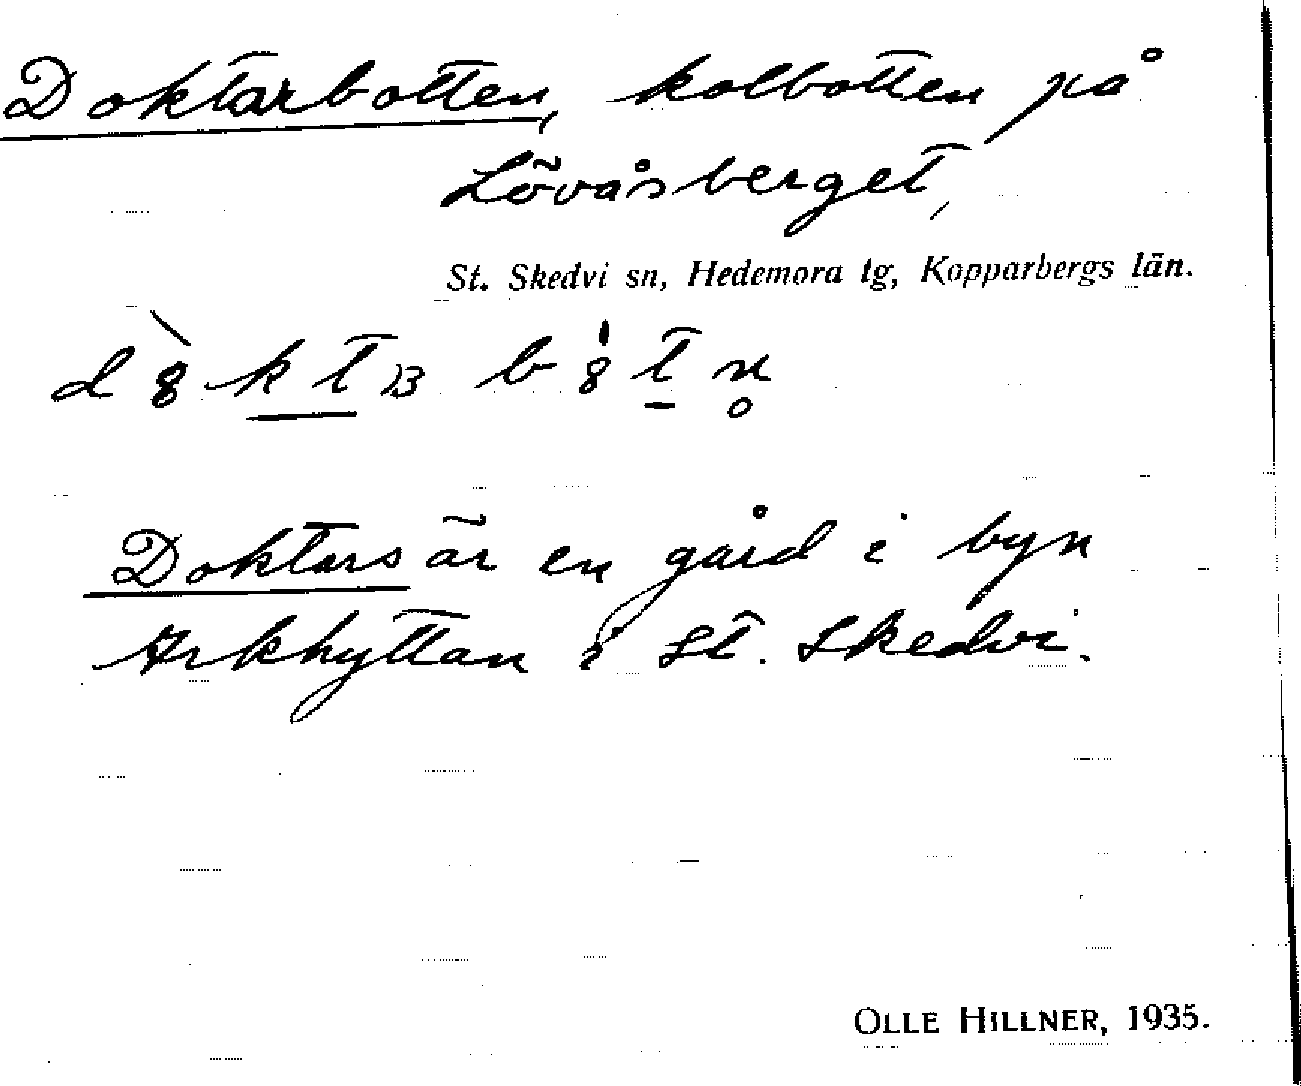 Doktarbotten, kolbotten på
Lövåsberget,
St. Skedvi sn, Hedemora tg, Kopparbergs län.
Doktars är en gård i byn
Arkhyttan i St. Skedvi.
OLLE HILLNER, 1935.